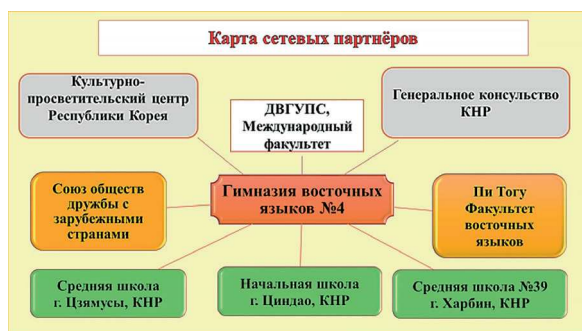 Карта сетевых партнёров
Культурно-
просветительский центр
Республики Корея
ДВГУПС,
Международный
факультет
Генеральное консульство
КНР
Союз обществ
дружбы с
зарубежными
странами
Гимназия восточных
языков №4
Пи Тогу
Факультет
восточных
языков
Средняя школа
г. Цзямусы, КНР
Начальная школа
г. Циндао, КНР
Средняя школа №39
г. Харбин, КНР